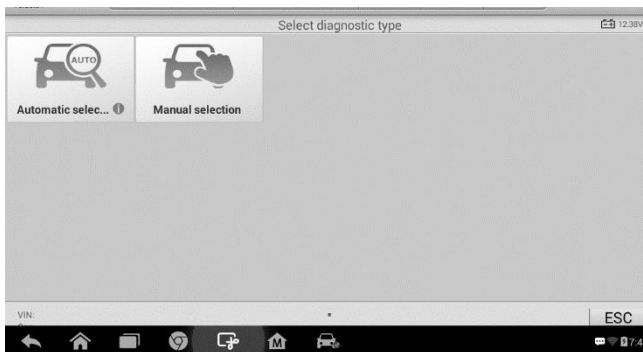 Select diagnostic type
12.38V
AUTO
Automatic selec...
Manual selection
VIN:
ESC
M